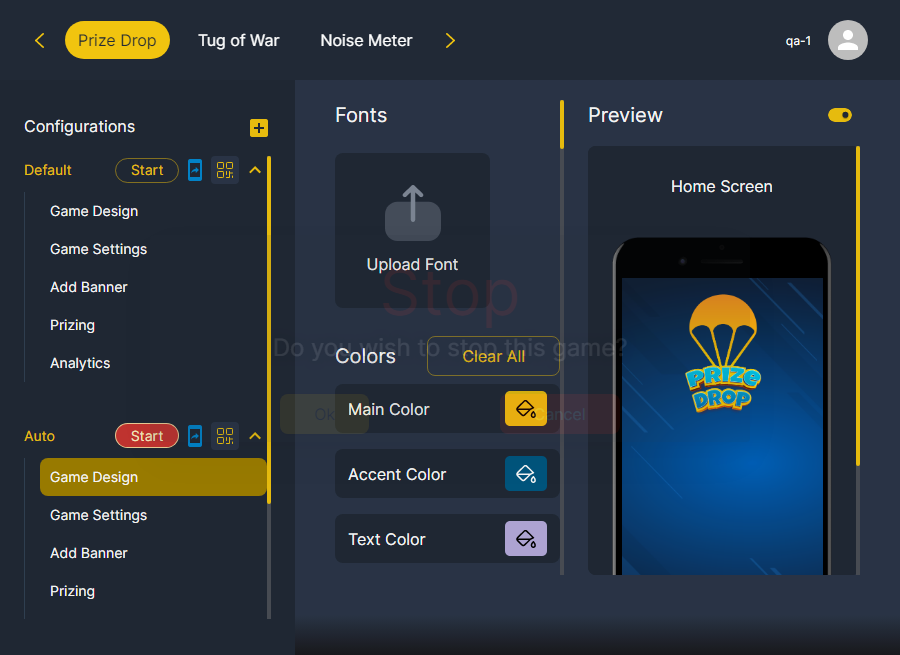 Prize Drop
Tug of War
Noise Meter
qa-1
Configurations
Default
Start
Game Design
Game Settings
Add Banner
Prizing
Analytics
Auto
Start
Game Design
Game Settings
Add Banner
Prizing
Fonts
Upload Font
Stop
Do you wish to stop this game?
Ok
Cancel
Colors
Clear All
Main Color
Accent Color
Text Color
Preview
Home Screen
PRIZE
DROP